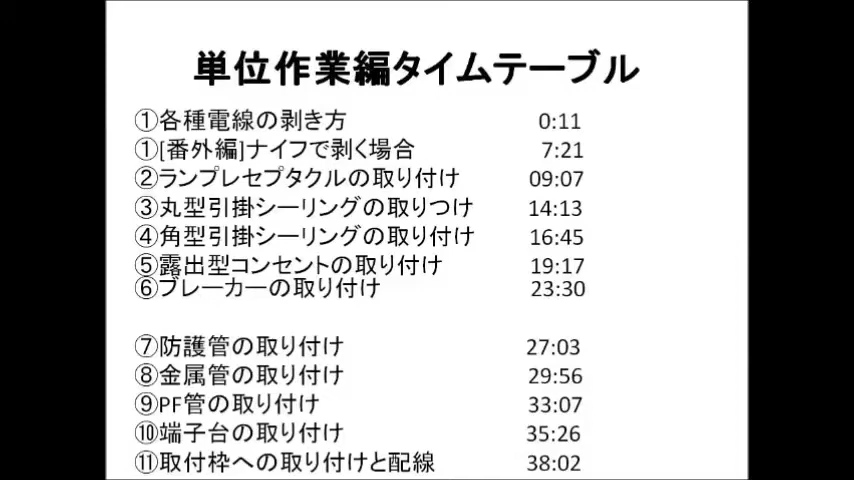 単位作業編タイムテーブル
①各種電線の剥き方 0:11
①[番外編]ナイフで剥く場合 7:21
②ランプレセプタクルの取り付け 09:07
③丸型引掛シーリングの取りつけ 14:13
④角型引掛シーリングの取り付け 16:45
⑤露出型コンセントの取り付け 19:17
⑥ブレーカーの取り付け 23:30
⑦防護管の取り付け 27:03
⑧金属管の取り付け 29:56
⑨PF管の取り付け 33:07
⑩端子台の取り付け 35:26
⑪取付枠への取り付けと配線 38:02